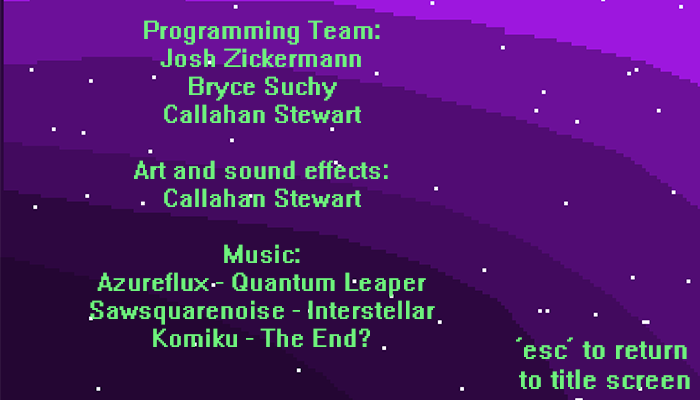 Programming Team:
Josh Zickermann
Bryce Suchy
Callahan Stewart
Art and sound effects:
Callahan Stewart
Music:
Azureflux - Quantum Leaper
Sawsquarenoise - Interstellar
Komiku - The End?
'esc' to return
to title screen